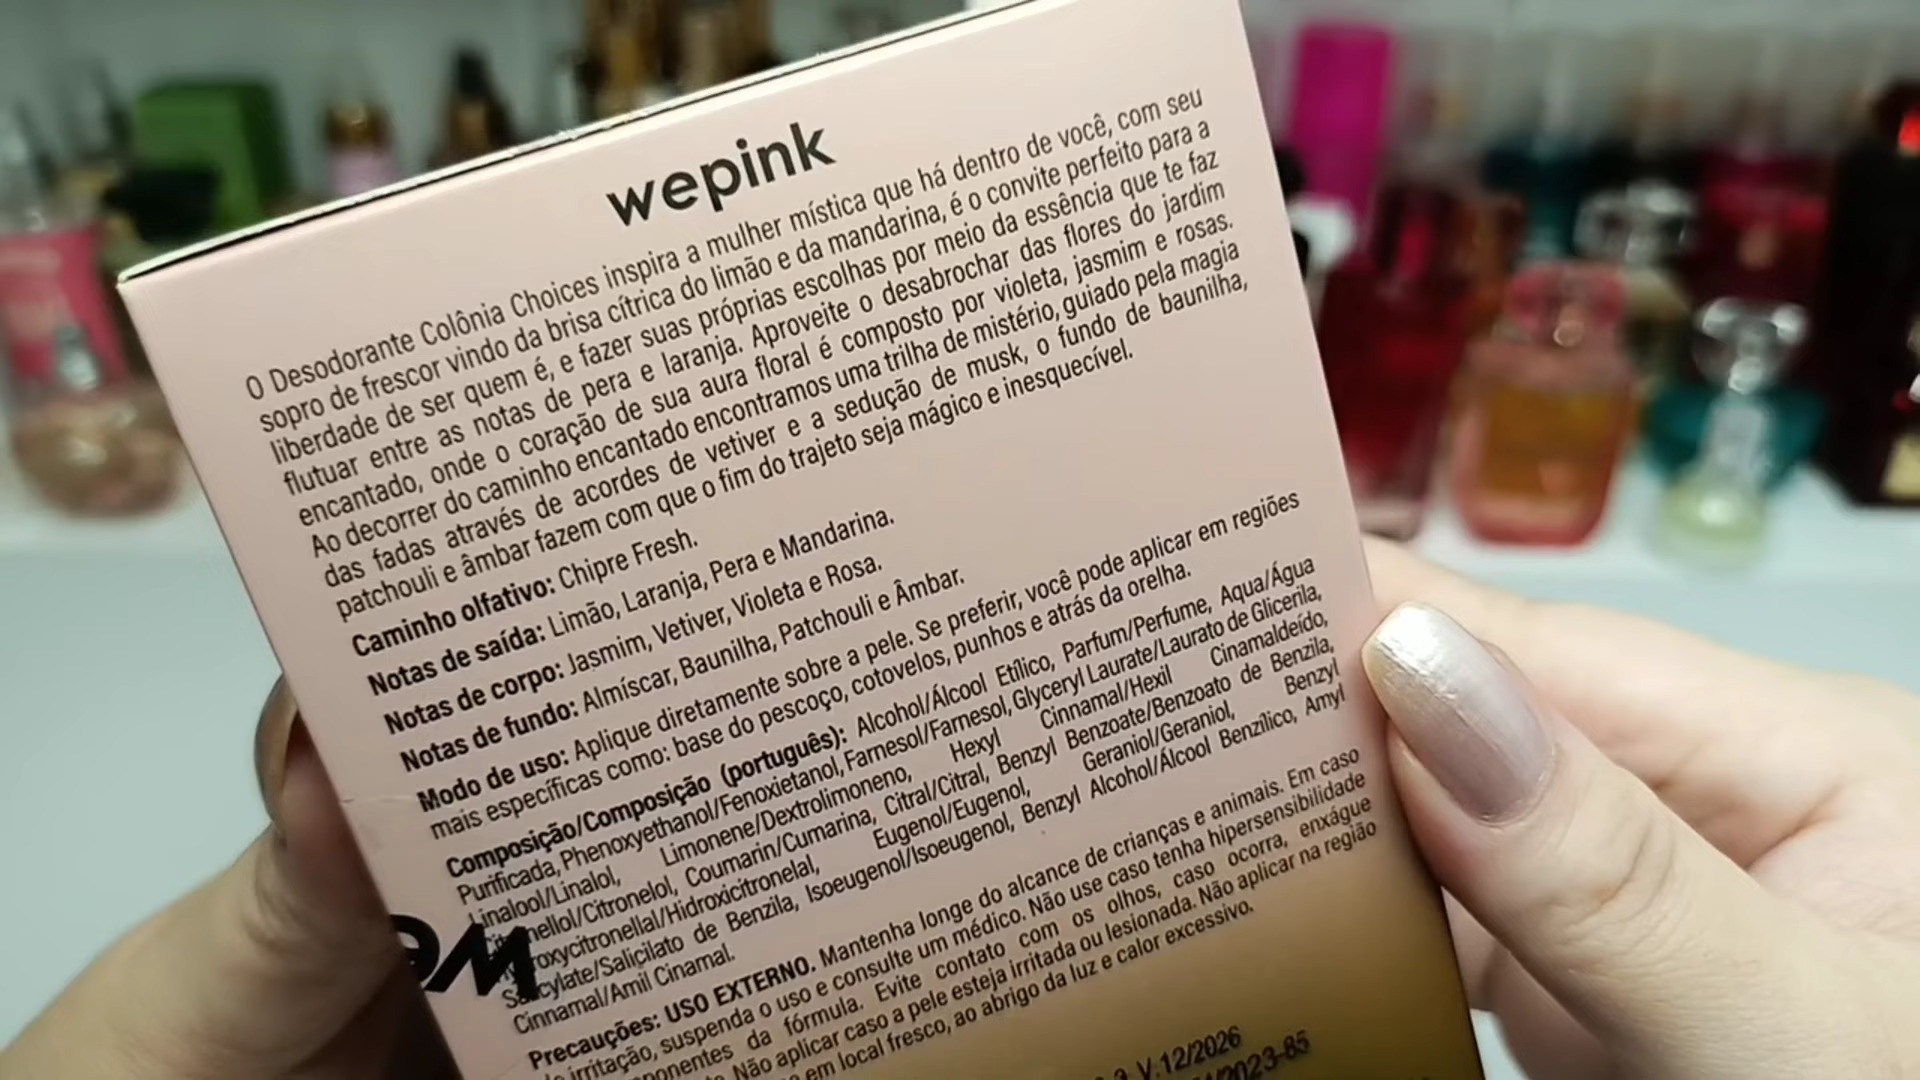 wepink
O Desodorante Colônia Choices inspira a mulher mística que há dentro de você, com seu
sopro de frescor vindo da brisa cítrica do limão e da mandarina, é o convite perfeito para a
liberdade de ser quem é, e fazer suas próprias escolhas por meio da essência que te faz
flutuar entre as notas de pera e laranja. Aproveite o desabrochar das flores do jardim
encantado, onde o coração de sua aura floral é composto por violeta, jasmim e rosas.
Ao decorrer do caminho encantado encontramos uma trilha de mistério, guiado pela magia
das fadas através de acordes de vetiver e a sedução de musk, o fundo de baunilha,
patchouli e âmbar fazem com que o fim do trajeto seja mágico e inesquecível.
Caminho olfativo: Chipre Fresh.
Notas de saída: Limão, Laranja, Pera e Mandarina.
Notas de corpo: Jasmim, Vetiver, Violeta e Rosa.
Notas de fundo: Almíscar, Baunilha, Patchouli e Âmbar.
Modo de uso: Aplique diretamente sobre a pele. Se preferir, você pode aplicar em regiões
mais específicas como: base do pescoço, cotovelos, punhos e atrás da orelha.
Composição/Composição (português): Alcohol/Álcool Etílico, Parfum/Perfume, Aqua/Água
Purificada, Phenoxyethanol/Fenoxietanol, Farnesol/Farnesol, Glyceryl Laurate/Laurato de Glicerila,
Linalool/Linalol, Limonene/Dextrolimoneno, Hexyl Cinnamal/Hexil Cinamaldeído,
nellol/Citronelol, Coumarin/Cumarina, Citral/Citral, Benzyl Benzoate/Benzoato de Benzila,
roxycitronellal/Hidroxicitronelal, Eugenol/Eugenol, Geraniol/Geraniol, Benzyl
Salicylate/Salicilato de Benzila, Isoeugenol/Isoeugenol, Benzyl Alcohol/Álcool Benzílico, Amyl
Cinnamal/Amil Cinamal.
Precauções: USO EXTERNO. Mantenha longe do alcance de crianças e animais. Em caso
irritação, suspenda o uso e consulte um médico. Não use caso tenha hipersensibilidade
ponentes da fórmula. Evite contato com os olhos, caso ocorra, enxágue
Não aplicar caso a pele esteja irritada ou lesionada. Não aplicar na região
em local fresco, ao abrigo da luz e calor excessivo.
V.12/2026
/2023-85